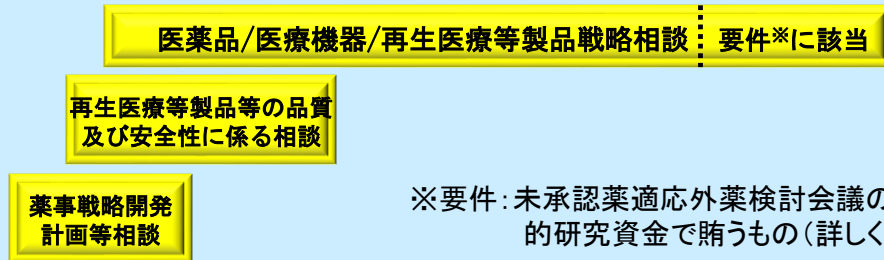 医薬品/医療機器/再生医療等製品戦略相談 要件※に該当
再生医療等製品等の品質
及び安全性に係る相談
薬事戦略開発
計画等相談
※要件：未承認薬適応外薬検討会議の
的研究資金で賄うもの（詳しく